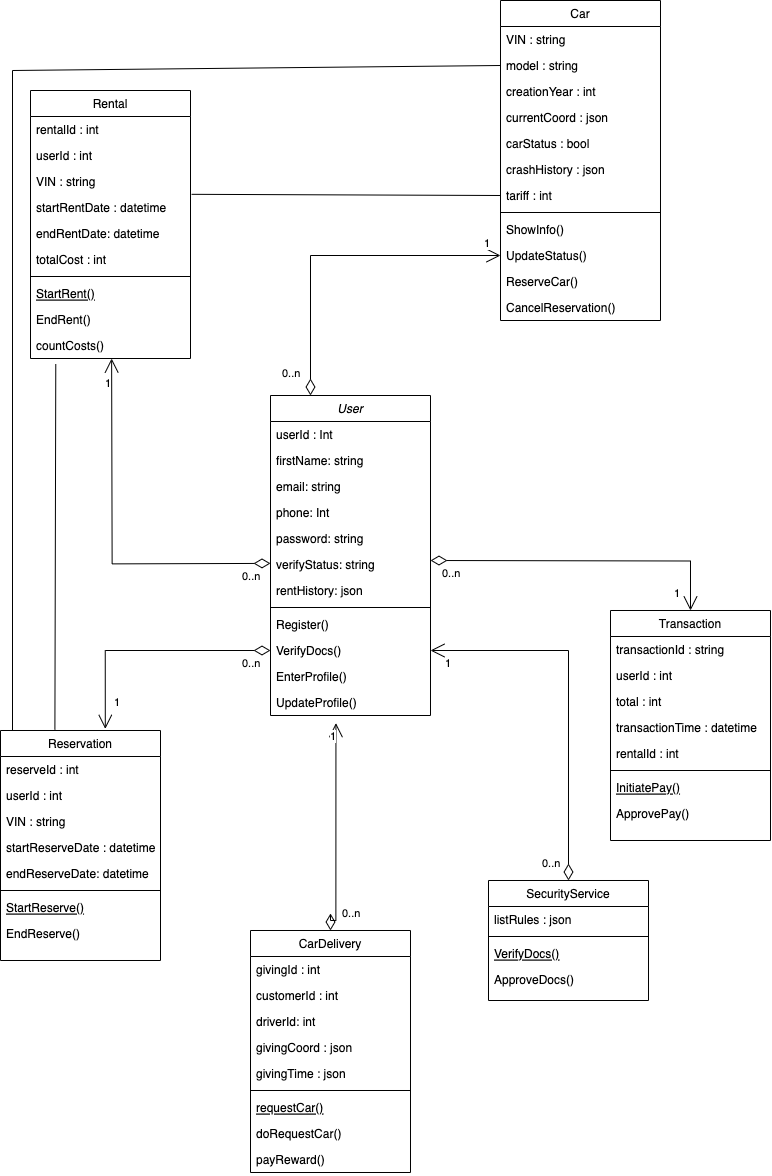 Car
VIN : string
model : string
creationYear : int
currentCoord : json
carStatus : bool
crashHistory : json
tariff : int
ShowInfo()
UpdateStatus()
ReserveCar()
CancelReservation()
Rental
rentalId : int
userId : int
VIN : string
startRentDate : datetime
endRentDate: datetime
totalCost : int
StartRent()
EndRent()
countCosts()
1
0..n
1
User
userId : Int
firstName: string
email: string
phone: Int
password: string
verifyStatus: string
rentHistory: json
Register()
VerifyDocs()
EnterProfile()
UpdateProfile()
0..n
0..n
1
0..n
1
1
1
Transaction
transactionId : string
userId : int
total : int
transactionTime : datetime
rentalId : int
InitiatePay()
ApprovePay()
Reservation
reserveId : int
userId : int
VIN : string
startReserveDate : datetime
endReserveDate: datetime
StartReserve()
EndReserve()
0..n
SecurityService
listRules : json
VerifyDocs()
ApproveDocs()
0..n
CarDelivery
givingId : int
customerId : int
driverId: int
givingCoord : json
givingTime : json
requestCar()
doRequestCar()
payReward()